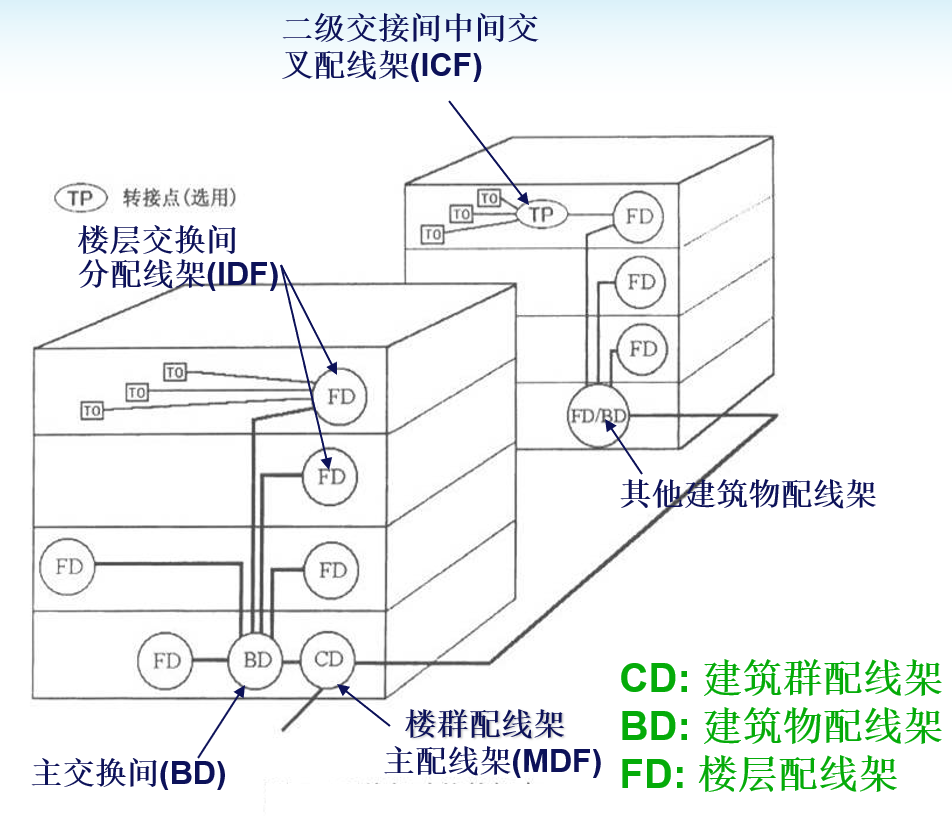 二级交接间中间交
叉配线架(ICF)
TP 转接点(选用)
TO
TO
TO
TP
FD
楼层交换间
分配线架(IDF)
FD
FD
FD/BD
TO
TO
TO
FD
FD
其他建筑物配线架
FD
FD
FD
BD
CD
CD: 建筑群配线架
BD: 建筑物配线架
FD: 楼层配线架
楼群配线架
主配线架(MDF)
主交换间(BD)